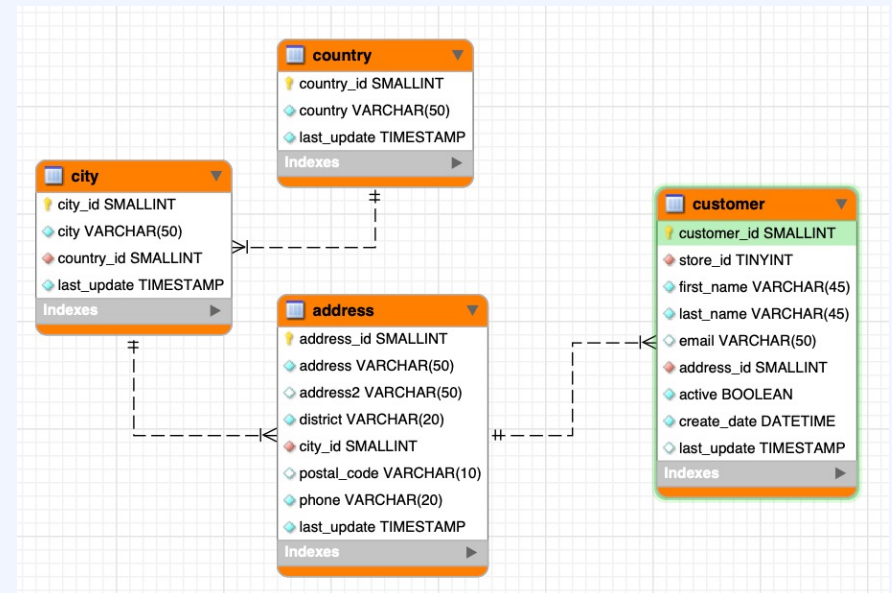 country
country_id SMALLINT
country VARCHAR(50)
last_update TIMESTAMP
Indexes
city
city_id SMALLINT
city VARCHAR(50)
country_id SMALLINT
last_update TIMESTAMP
Indexes
address
address_id SMALLINT
address VARCHAR(50)
address2 VARCHAR(50)
district VARCHAR(20)
city_id SMALLINT
postal_code VARCHAR(10)
phone VARCHAR(20)
last_update TIMESTAMP
Indexes
customer
customer_id SMALLINT
store_id TINYINT
first_name VARCHAR(45)
last_name VARCHAR(45)
email VARCHAR(50)
address_id SMALLINT
active BOOLEAN
create_date DATETIME
last_update TIMESTAMP
Indexes